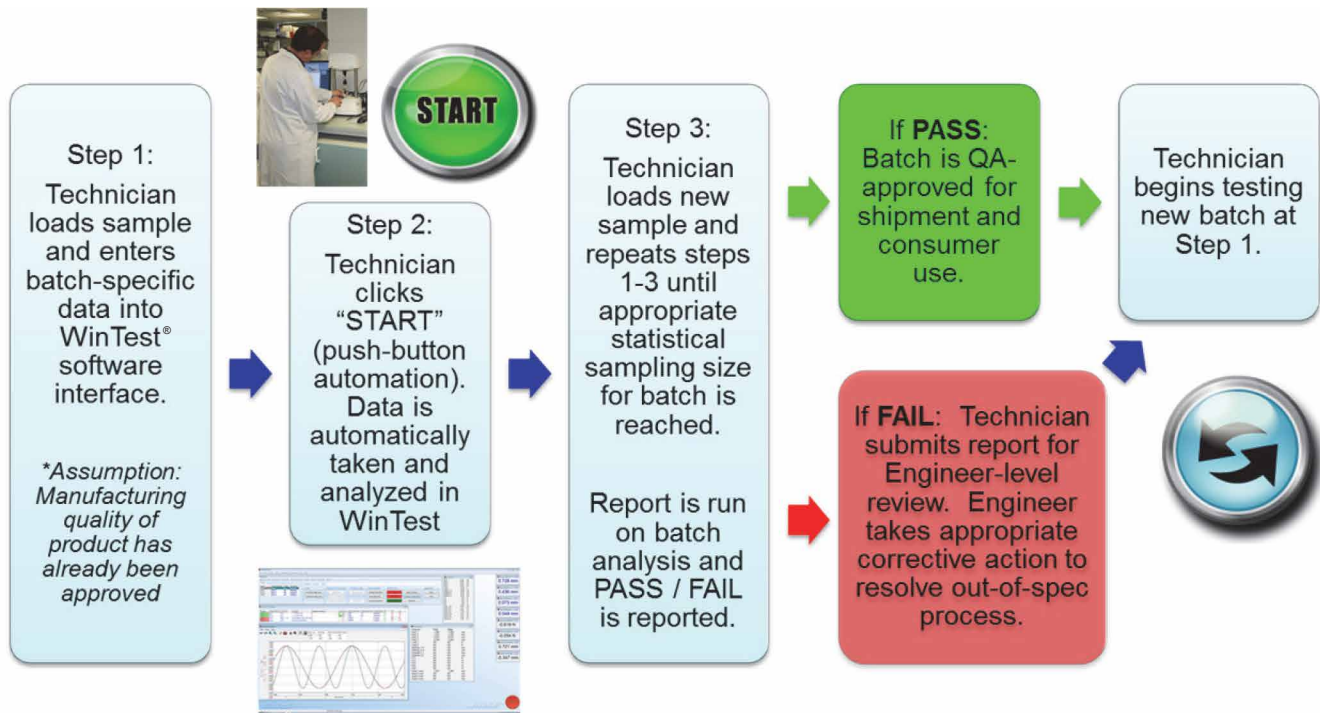 Step 1:
Technician
loads sample
and enters
batch-specific
data into
WinTest®
software
interface.
*Assumption:
Manufacturing
quality of
product has
already been
approved
START
Step 2:
Technician
clicks
“START”
(push-button
automation).
Data is
automatically
taken and
analyzed in
WinTest
Step 3:
Technician
loads new
sample and
repeats steps
1-3 until
appropriate
statistical
sampling size
for batch is
reached.
Report is run
on batch
analysis and
PASS / FAIL
is reported.
If PASS:
Batch is QA-
approved for
shipment and
consumer
use.
If FAIL: Technician
submits report for
Engineer-level
review. Engineer
takes appropriate
corrective action to
resolve out-of-spec
process.
Technician
begins testing
new batch at
Step 1.